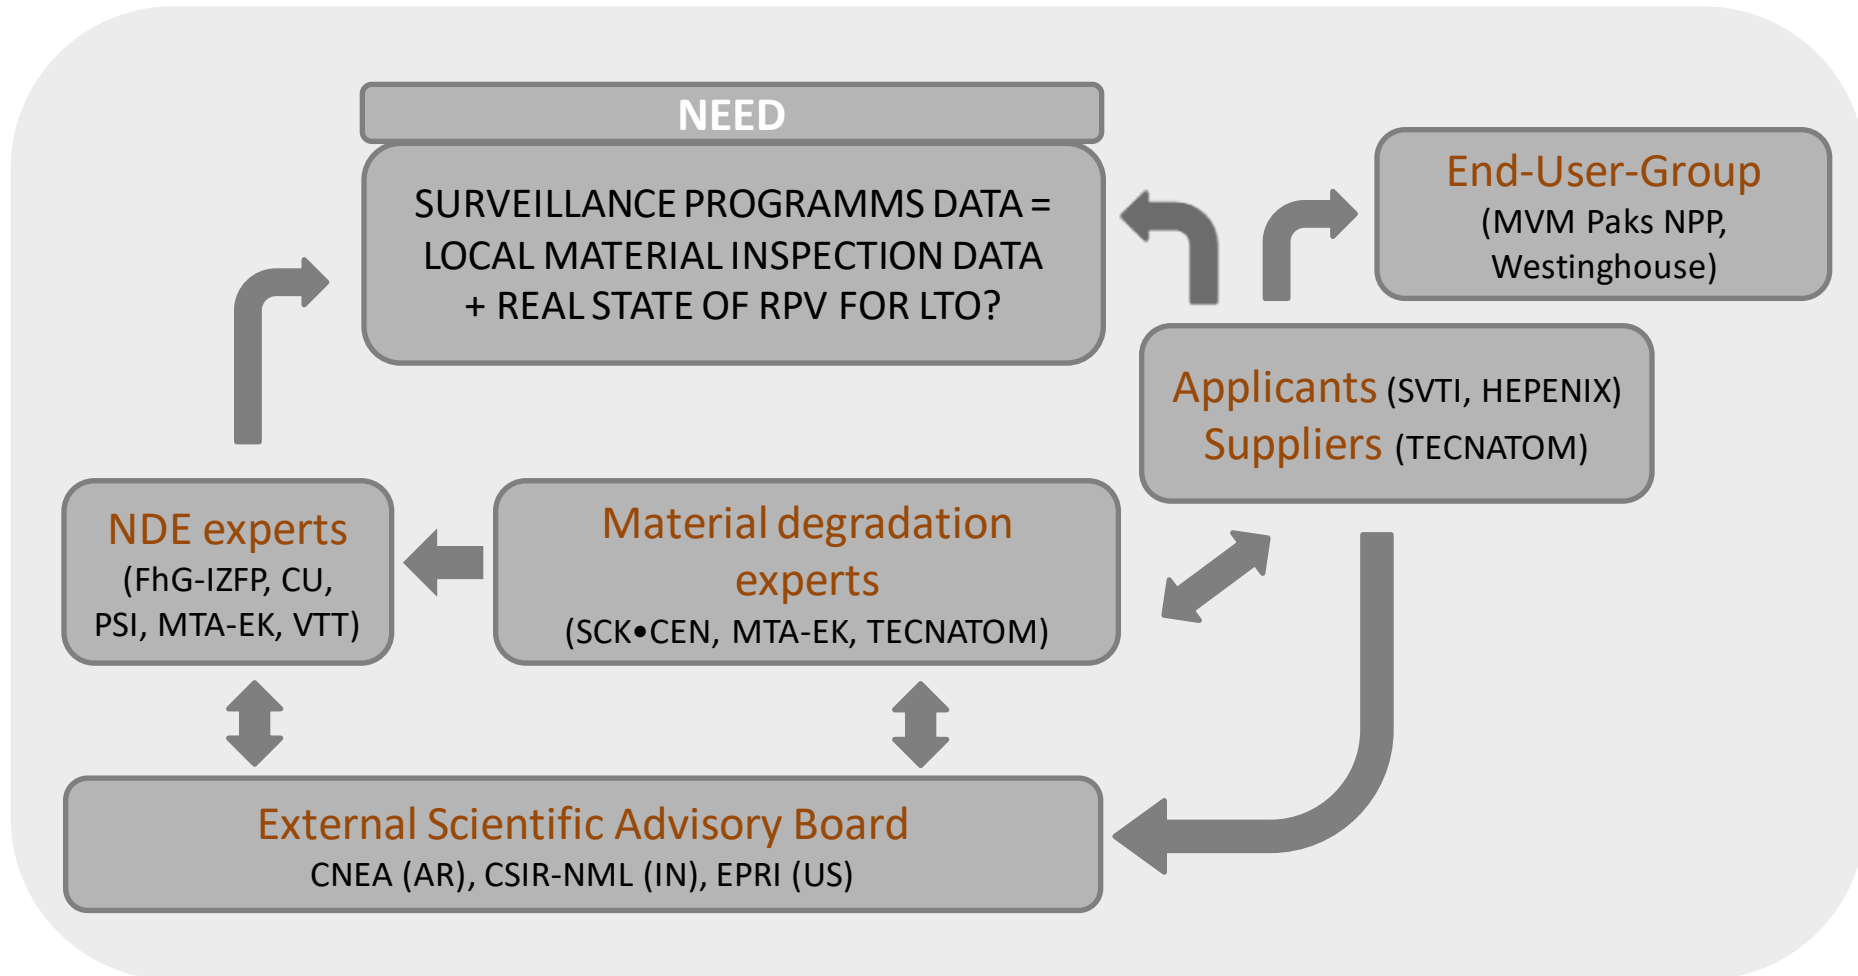 NEED
SURVEILLANCE PROGRAMMS DATA =
LOCAL MATERIAL INSPECTION DATA
+ REAL STATE OF RPV FOR LTO?
End-User-Group
(MVM Paks NPP,
Westinghouse)
Applicants (SVTI, HEPENIX)
Suppliers (TECNATOM)
NDE experts
(FhG-IZFP, CU,
PSI, MTA-EK, VTT)
Material degradation
experts
(SCK•CEN, MTA-EK, TECNATOM)
External Scientific Advisory Board
CNEA (AR), CSIR-NML (IN), EPRI (US)